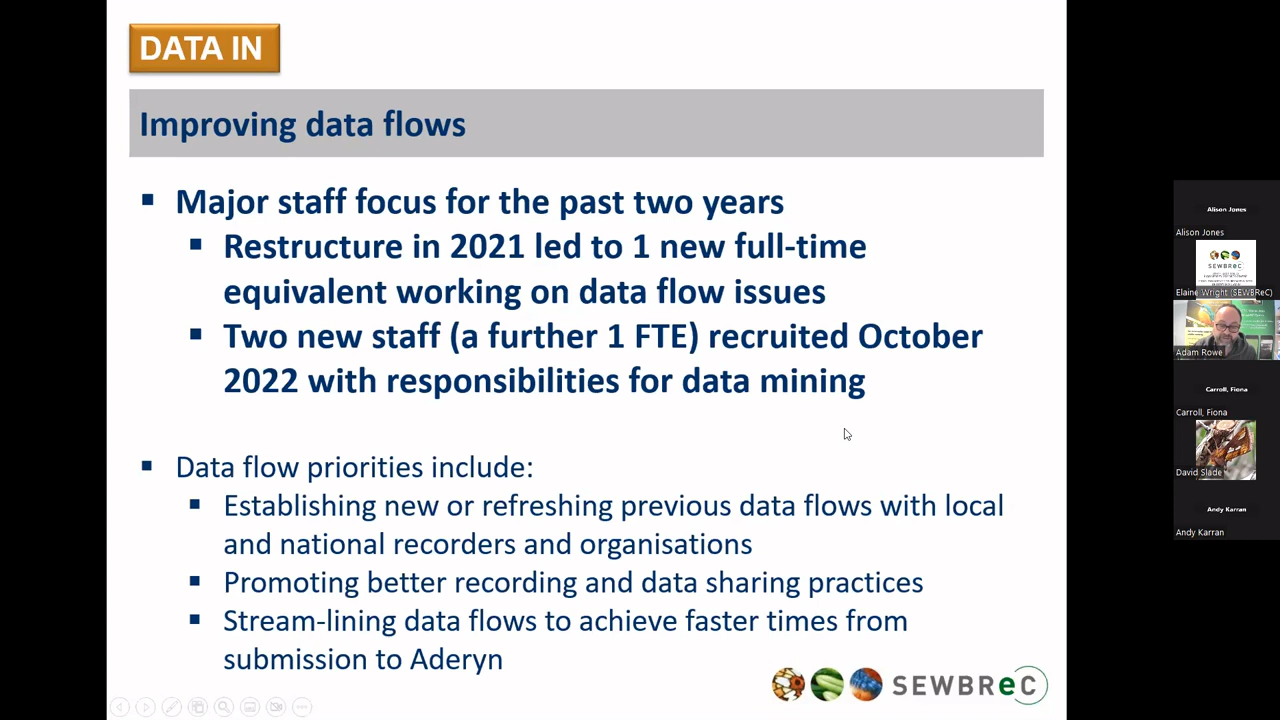 DATA IN
Improving data flows
▪ Major staff focus for the past two years
▪ Restructure in 2021 led to 1 new full-time
equivalent working on data flow issues
▪ Two new staff (a further 1 FTE) recruited October
2022 with responsibilities for data mining
▪ Data flow priorities include:
▪ Establishing new or refreshing previous data flows with local
and national recorders and organisations
▪ Promoting better recording and data sharing practices
▪ Stream-lining data flows to achieve faster times from
submission to Aderyn
SEWBReC
Alison Jones
Alison Jones
SEWBReC
Elaine Wright (SEWBReC)
Adam Rowe
Carroll, Fiona
Carroll, Fiona
David Slade
Andy Karran
Andy Karran